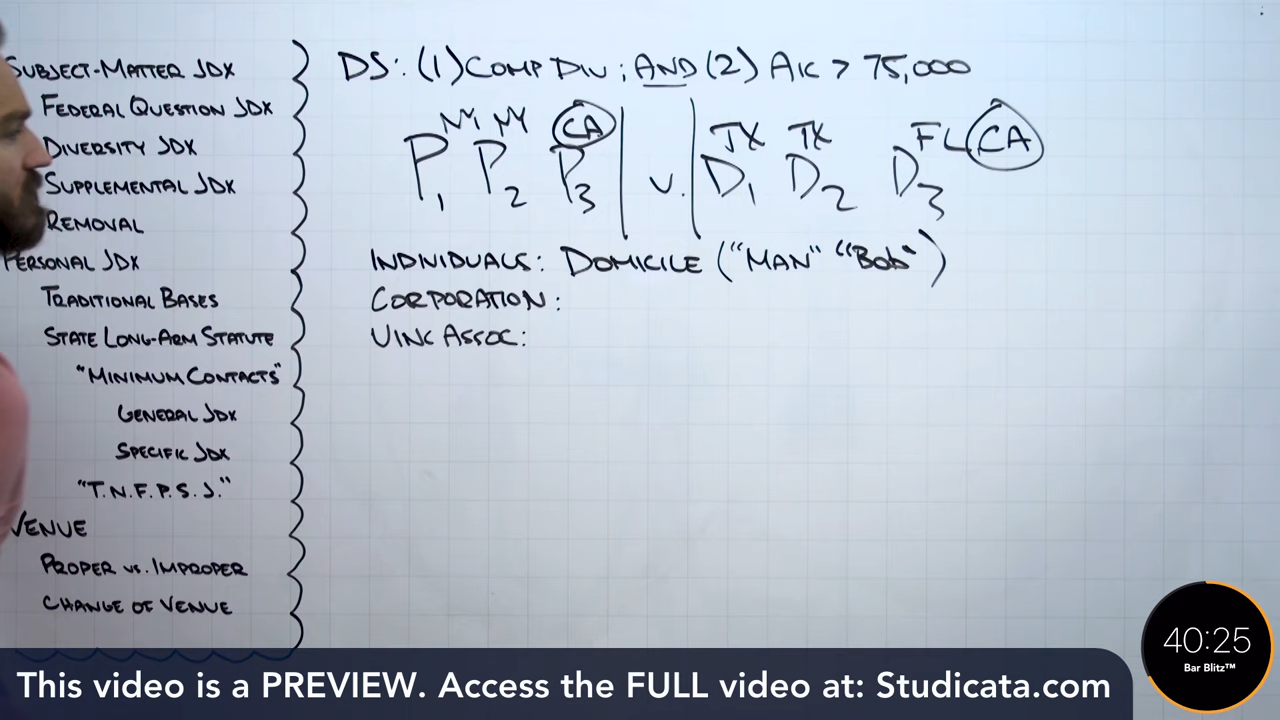 SUBJECT-MATTER JDX
FEDERAL QUESTION JDX
DIVERSITY JDX
SUPPLEMENTAL JDX
REMOVAL
PERSONAL JDX
TRADITIONAL BASES
STATE LONG-ARM STATUTE
"MINIMUM CONTACTS"
GENERAL JDX
SPECIFIC JDX
"T.N.F.P.S.J."
VENUE
PROPER vs. IMPROPER
CHANGE OF VENUE
DS: (1) COMP DIV; AND (2) AIC > 75,000
NY NY CA TX TX FL CA
P1 P2 P3 v. D1 D2 D3
INDIVIDUALS: DOMICILE ("MAN" "BOB")
CORPORATION:
UINC ASSOC:
40:25
Bar Blitz™
This video is a PREVIEW. Access the FULL video at: Studicata.com